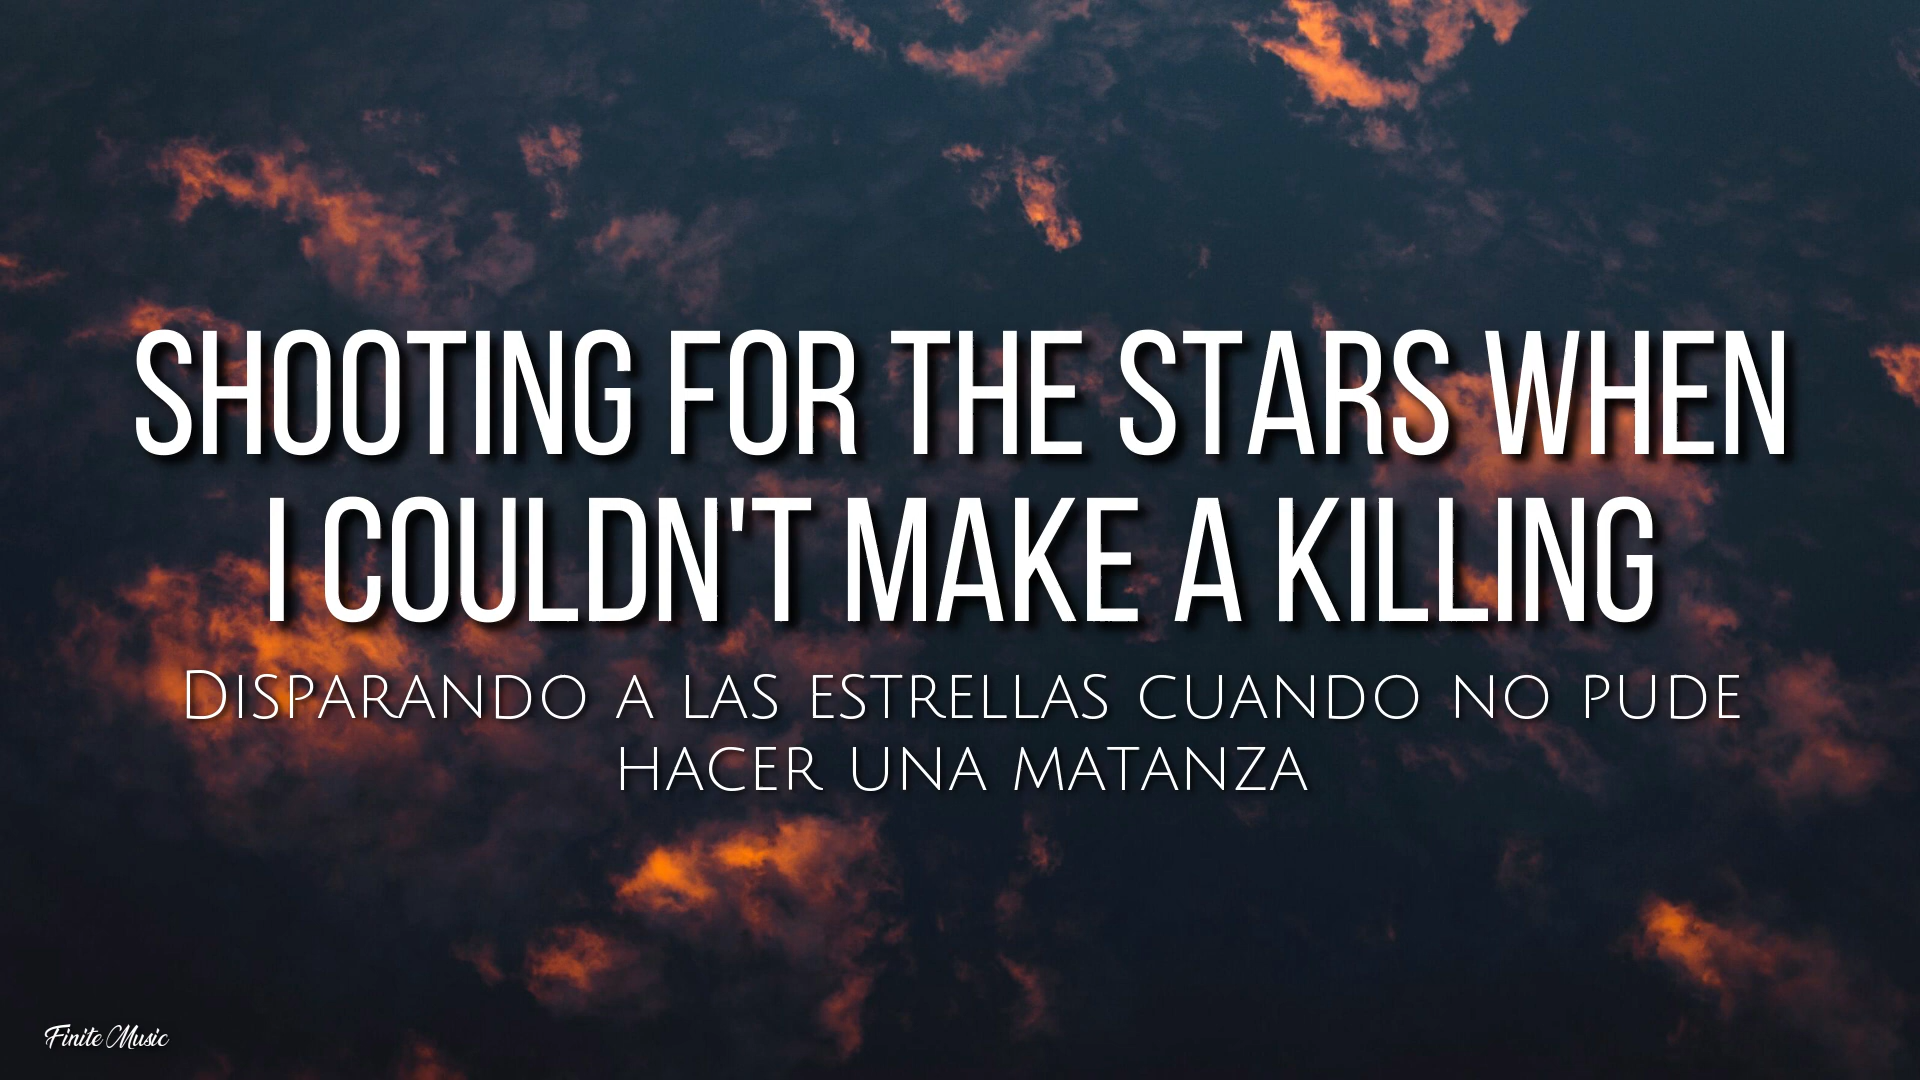 SHOOTING FOR THE STARS WHEN
I COULDN'T MAKE A KILLING
Disparando a las estrellas cuando no pude
hacer una matanza
Finite Music